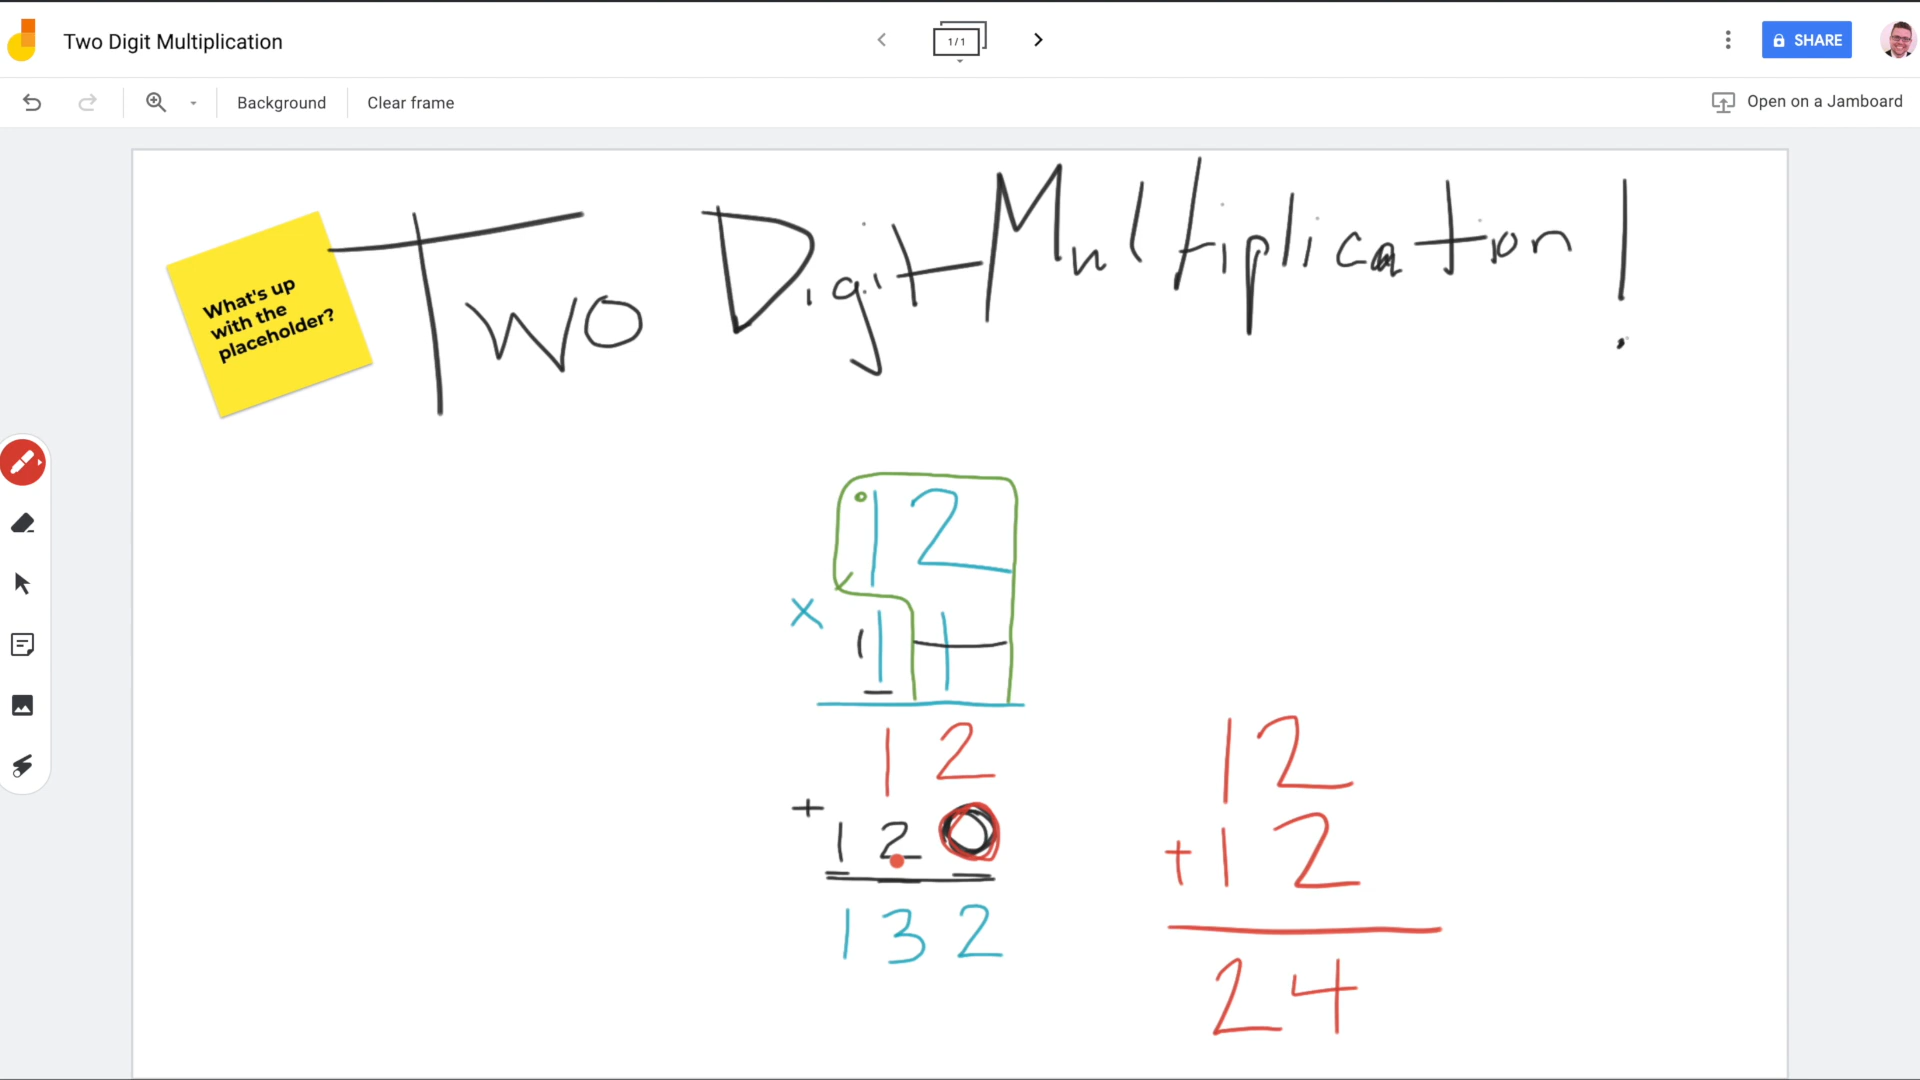 Two Digit Multiplication
1/1
SHARE
Background
Clear frame
Open on a Jamboard
Two Digit Multiplication!
What's up
with the
placeholder?
12
x 11
12
+ 120
132
12
+ 12
24